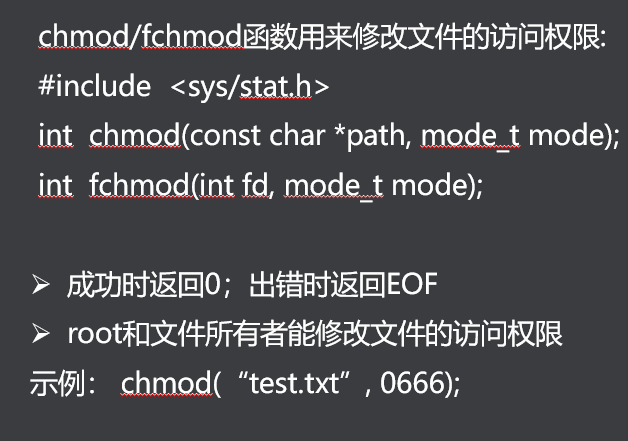 chmod/fchmod函数用来修改文件的访问权限:
#include <sys/stat.h>
int chmod(const char *path, mode_t mode);
int fchmod(int fd, mode_t mode);
➢ 成功时返回0；出错时返回EOF
➢ root和文件所有者能修改文件的访问权限
示例： chmod(“test.txt”, 0666);